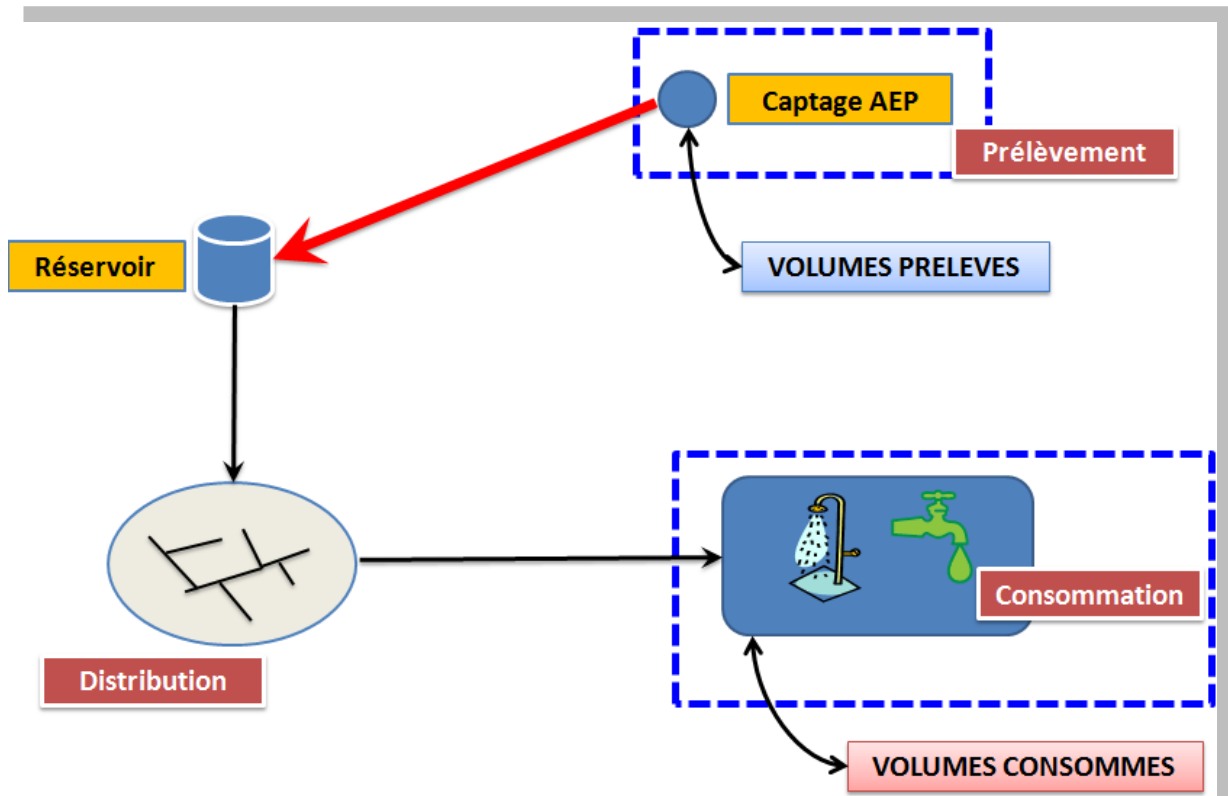 Captage AEP
Prélèvement
Réservoir
VOLUMES PRELEVES
Consommation
Distribution
VOLUMES CONSOMMES